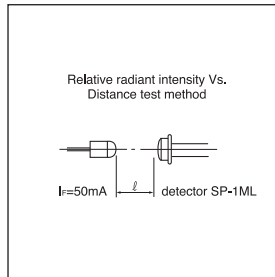 Relative radiant intensity Vs.
Distance test method
IF=50mA ℓ detector SP-1ML